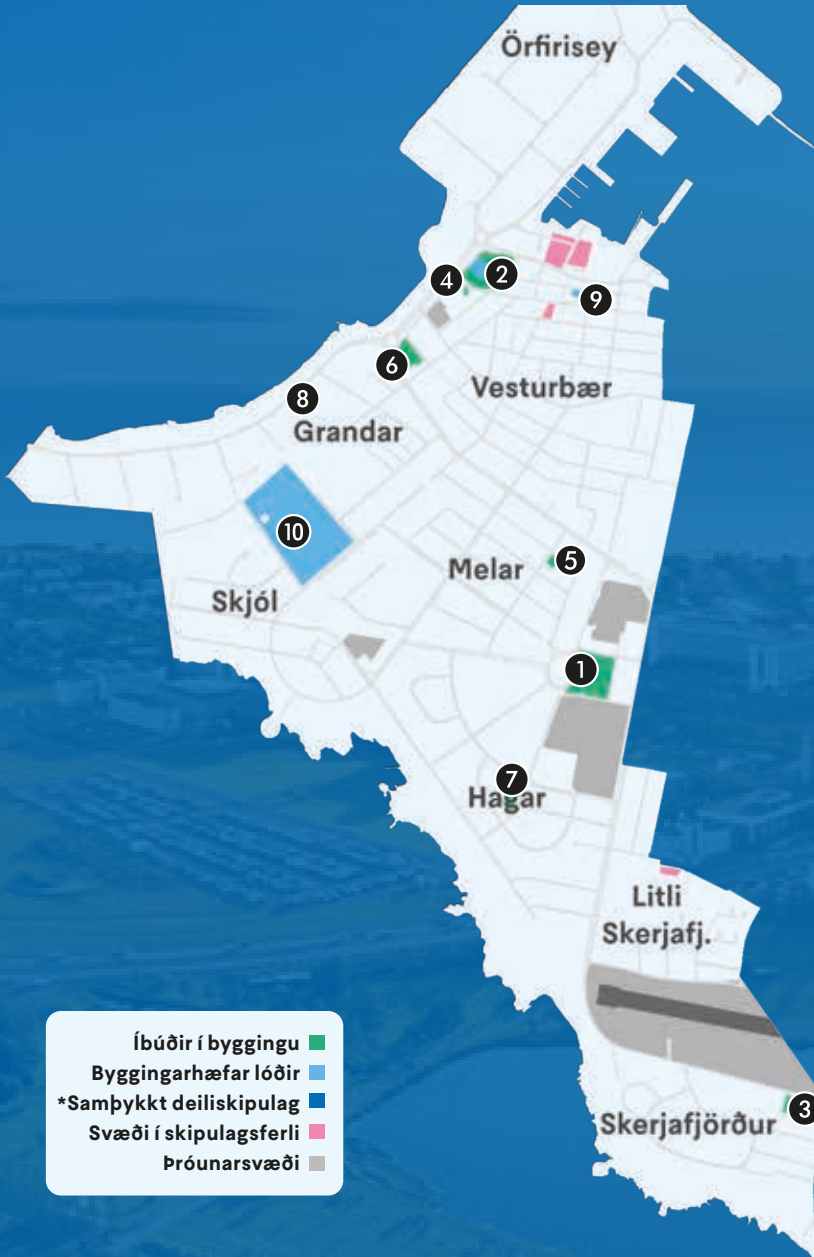 Örfirisey
2
4
9
6
Vesturbær
8
Grandar
10
5
Melar
Skjól
1
7
Hagar
Litli
Skerjafj.
3
Skerjafjörður
Íbúðir í byggingu
Byggingarhæfar lóðir
*Samþykkt deiliskipulag
Svæði í skipulagsferli
Þróunarsvæði